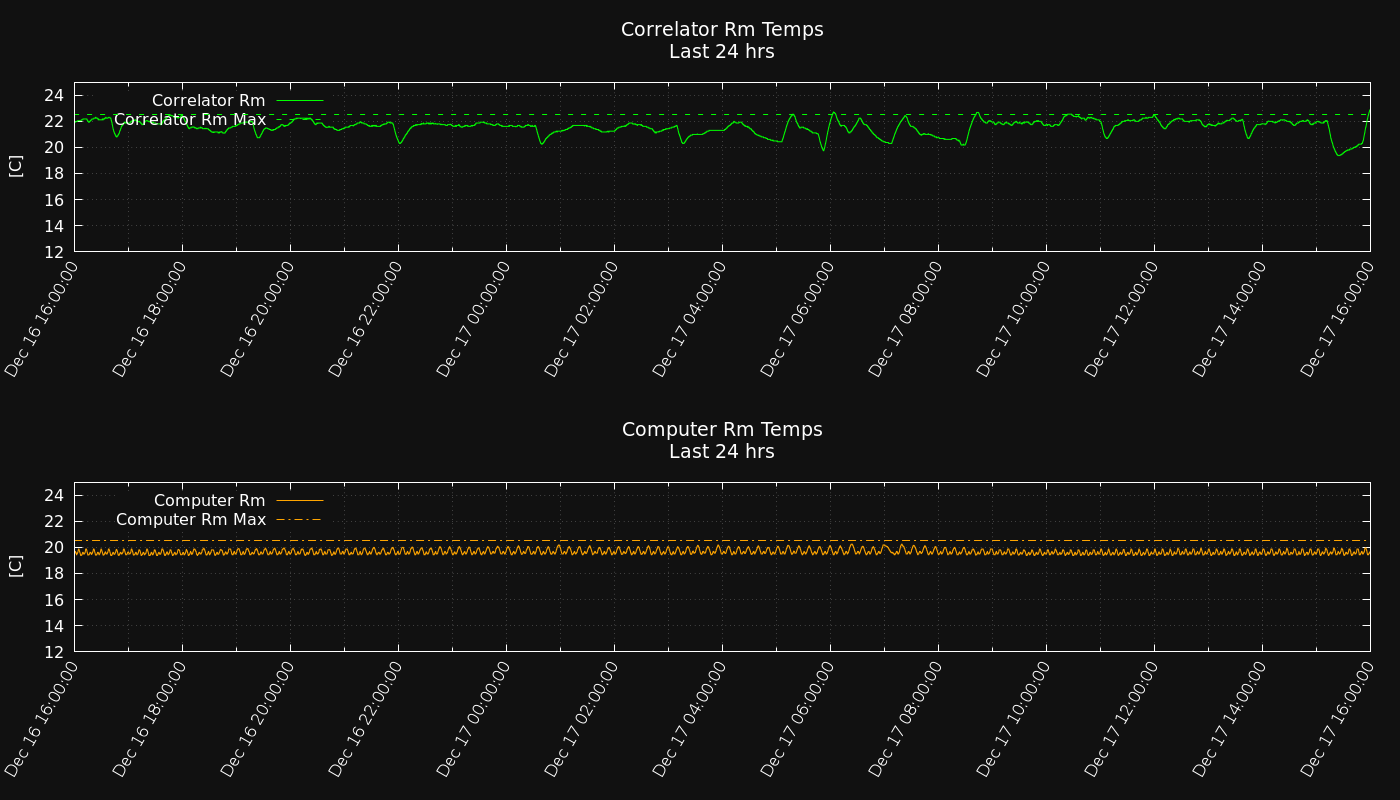 Correlator Rm Temps
Last 24 hrs
Correlator Rm
Correlator Rm Max
[C]
24
22
20
18
16
14
12
Dec 16 16:00:00
Dec 16 18:00:00
Dec 16 20:00:00
Dec 16 22:00:00
Dec 17 00:00:00
Dec 17 02:00:00
Dec 17 04:00:00
Dec 17 06:00:00
Dec 17 08:00:00
Dec 17 10:00:00
Dec 17 12:00:00
Dec 17 14:00:00
Dec 17 16:00:00
Computer Rm Temps
Last 24 hrs
Computer Rm
Computer Rm Max
[C]
24
22
20
18
16
14
12
Dec 16 16:00:00
Dec 16 18:00:00
Dec 16 20:00:00
Dec 16 22:00:00
Dec 17 00:00:00
Dec 17 02:00:00
Dec 17 04:00:00
Dec 17 06:00:00
Dec 17 08:00:00
Dec 17 10:00:00
Dec 17 12:00:00
Dec 17 14:00:00
Dec 17 16:00:00